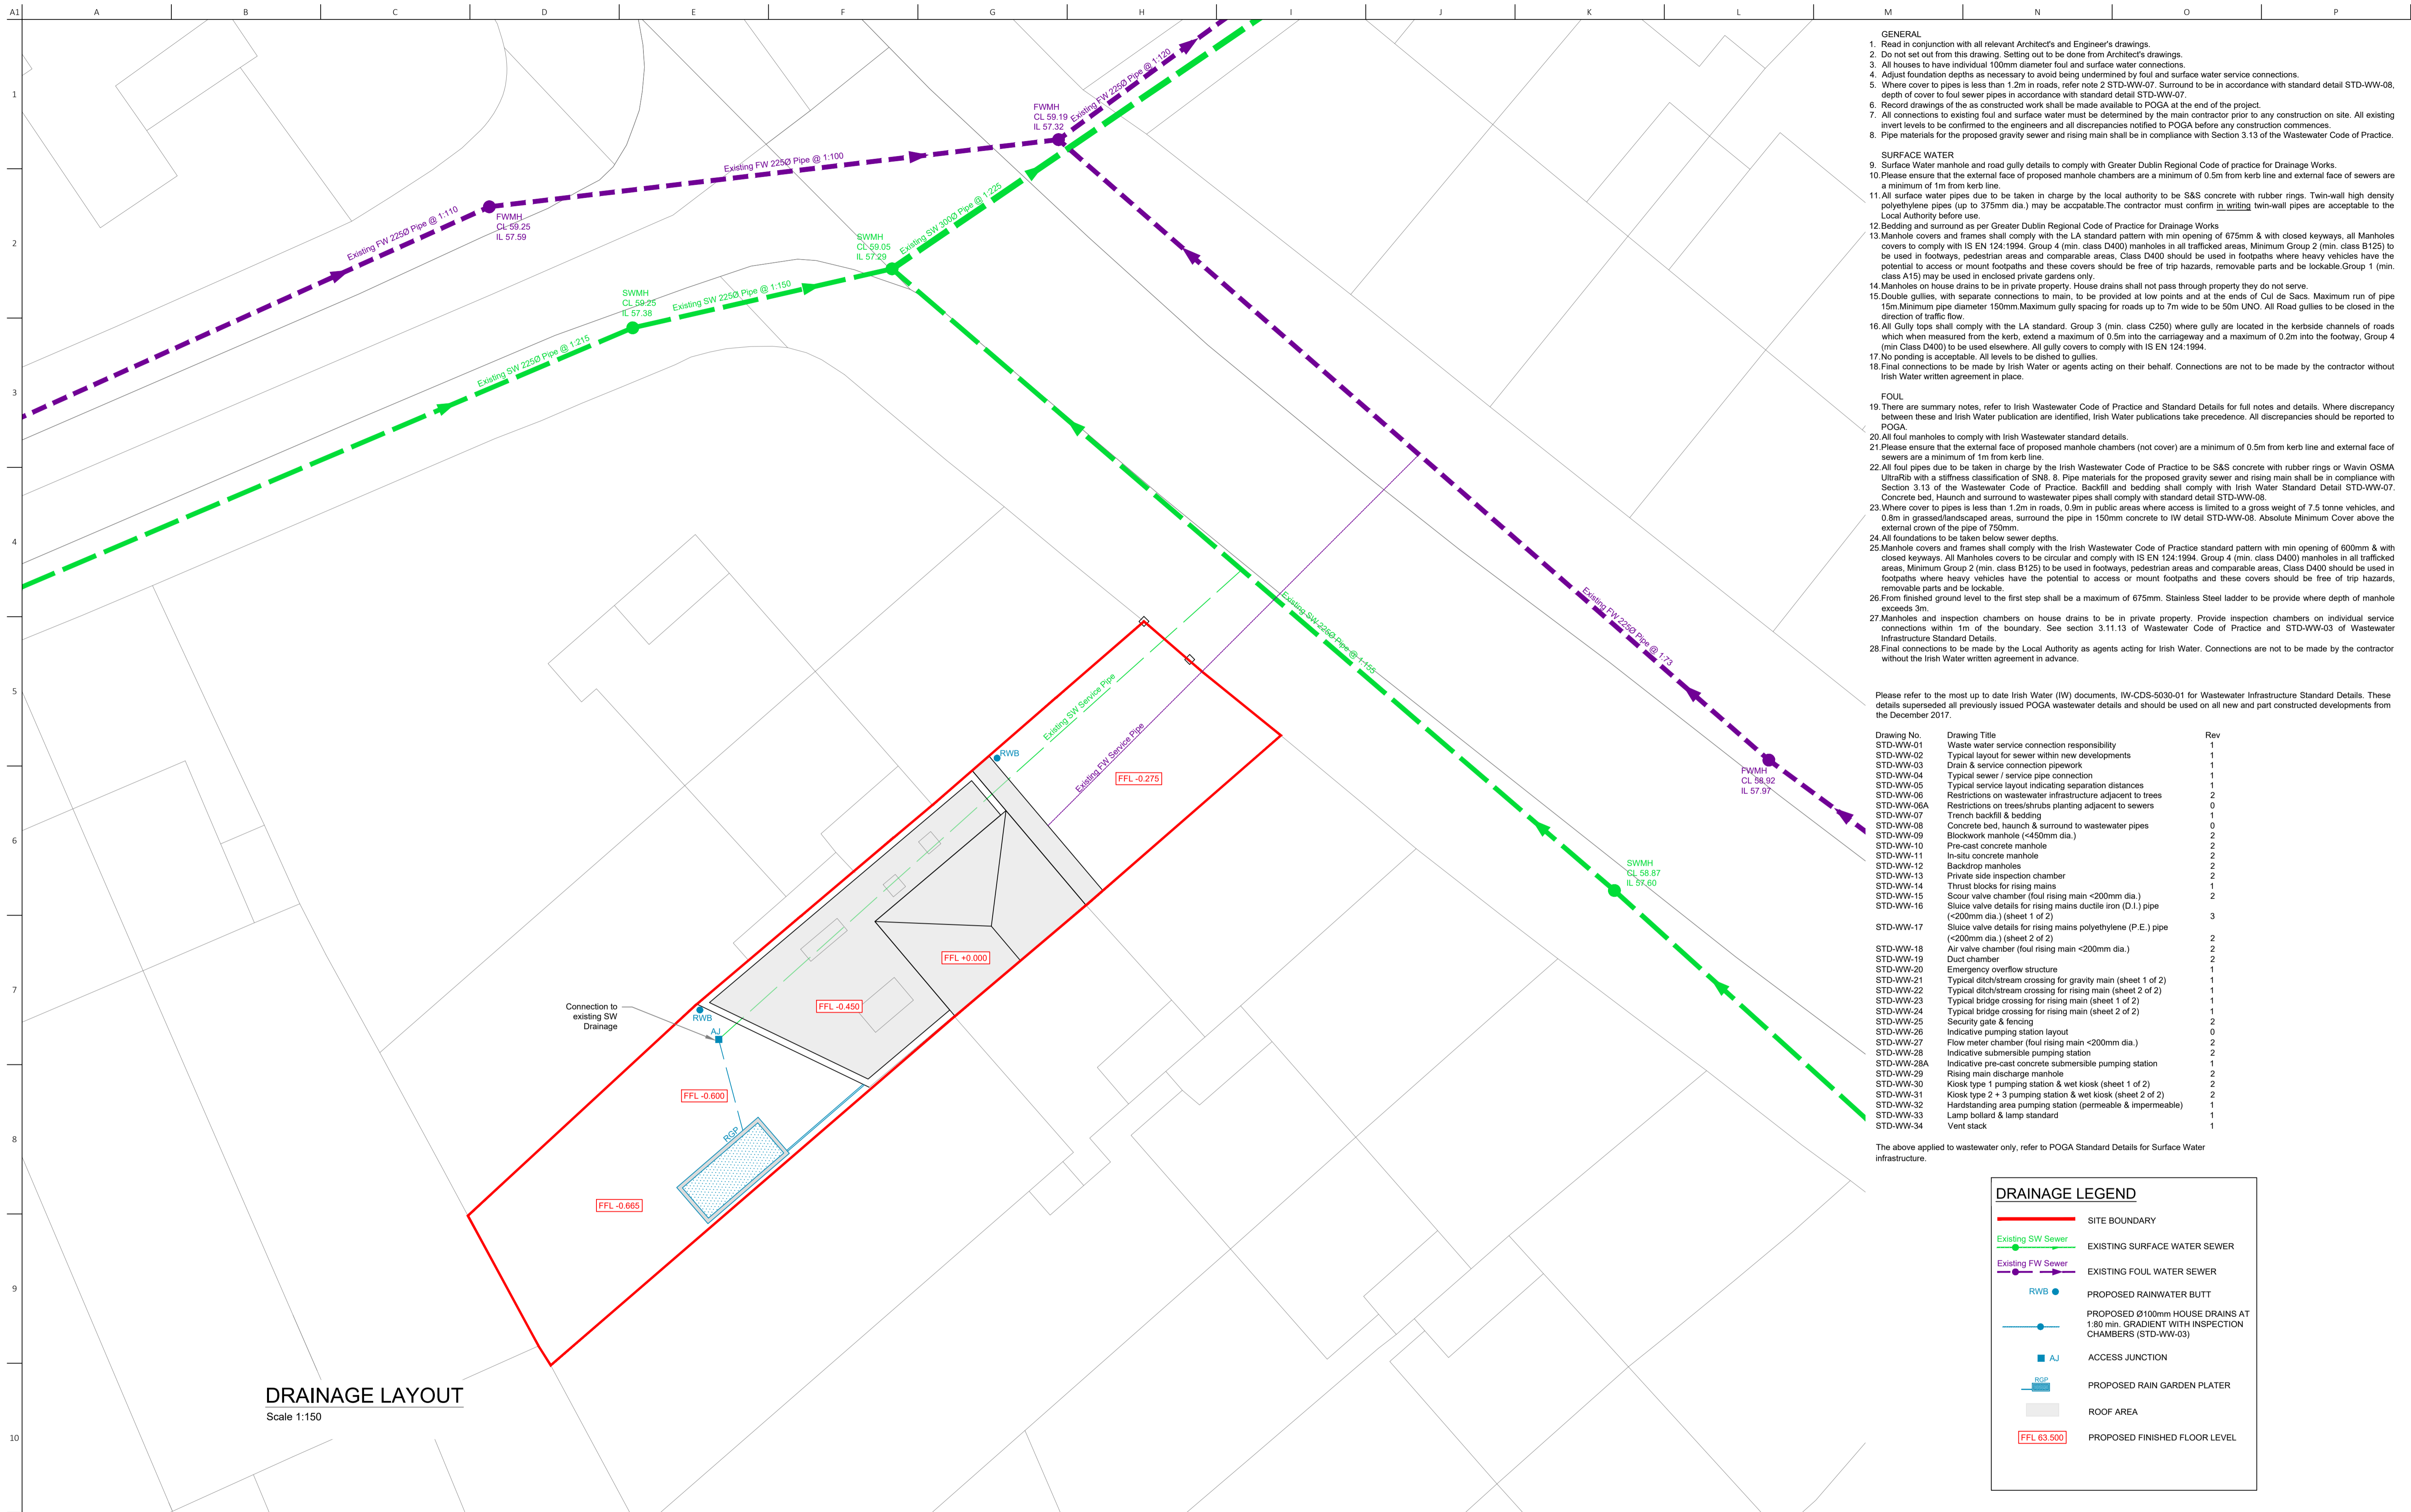 A1
A B C D E F G H I J K L M N O P
1
2
3
4
5
6
7
8
9
10
Existing FW 225Ø Pipe @ 1:120
FWMH
CL 59.19
IL 57.32
Existing FW 225Ø Pipe @ 1:100
Existing FW 225Ø Pipe @ 1:110
FWMH
CL 59.25
IL 57.59
Existing SW 300Ø Pipe @ 1:225
SWMH
CL 59.05
IL 57.29
Existing SW 225Ø Pipe @ 1:150
SWMH
CL 59.25
IL 57.38
Existing SW 225Ø Pipe @ 1:215
Existing FW 225Ø Pipe @ 1:73
Existing SW 225Ø Pipe @ 1:155
FWMH
CL 58.92
IL 57.97
SWMH
CL 58.87
IL 57.60
Existing SW Service Pipe
Existing FW Service Pipe
RWB
FFL -0.275
FFL +0.000
FFL -0.450
Connection to
existing SW
Drainage
RWB
AJ
FFL -0.600
RGP
FFL -0.665
DRAINAGE LAYOUT
Scale 1:150
GENERAL
1. Read in conjunction with all relevant Architect's and Engineer's drawings.
2. Do not set out from this drawing. Setting out to be done from Architect's drawings.
3. All houses to have individual 100mm diameter foul and surface water connections.
4. Adjust foundation depths as necessary to avoid being undermined by foul and surface water service connections.
5. Where cover to pipes is less than 1.2m in roads, refer note 2 STD-WW-07. Surround to be in accordance with standard detail STD-WW-08,
depth of cover to foul sewer pipes in accordance with standard detail STD-WW-07.
6. Record drawings of the as constructed work shall be made available to POGA at the end of the project.
7. All connections to existing foul and surface water must be determined by the main contractor prior to any construction on site. All existing
invert levels to be confirmed to the engineers and all discrepancies notified to POGA before any construction commences.
8. Pipe materials for the proposed gravity sewer and rising main shall be in compliance with Section 3.13 of the Wastewater Code of Practice.
SURFACE WATER
9. Surface Water manhole and road gully details to comply with Greater Dublin Regional Code of practice for Drainage Works.
10.Please ensure that the external face of proposed manhole chambers are a minimum of 0.5m from kerb line and external face of sewers are
a minimum of 1m from kerb line.
11.All surface water pipes due to be taken in charge by the local authority to be S&S concrete with rubber rings. Twin-wall high density
polyethylene pipes (up to 375mm dia.) may be accpatable.The contractor must confirm in writing twin-wall pipes are acceptable to the
Local Authority before use.
12.Bedding and surround as per Greater Dublin Regional Code of Practice for Drainage Works
13.Manhole covers and frames shall comply with the LA standard pattern with min opening of 675mm & with closed keyways, all Manholes
covers to comply with IS EN 124:1994. Group 4 (min. class D400) manholes in all trafficked areas, Minimum Group 2 (min. class B125) to
be used in footways, pedestrian areas and comparable areas, Class D400 should be used in footpaths where heavy vehicles have the
potential to access or mount footpaths and these covers should be free of trip hazards, removable parts and be lockable.Group 1 (min.
class A15) may be used in enclosed private gardens only.
14.Manholes on house drains to be in private property. House drains shall not pass through property they do not serve.
15.Double gullies, with separate connections to main, to be provided at low points and at the ends of Cul de Sacs. Maximum run of pipe
15m.Minimum pipe diameter 150mm.Maximum gully spacing for roads up to 7m wide to be 50m UNO. All Road gullies to be closed in the
direction of traffic flow.
16.All Gully tops shall comply with the LA standard. Group 3 (min. class C250) where gully are located in the kerbside channels of roads
which when measured from the kerb, extend a maximum of 0.5m into the carriageway and a maximum of 0.2m into the footway, Group 4
(min Class D400) to be used elsewhere. All gully covers to comply with IS EN 124:1994.
17.No ponding is acceptable. All levels to be dished to gullies.
18.Final connections to be made by Irish Water or agents acting on their behalf. Connections are not to be made by the contractor without
Irish Water written agreement in place.
FOUL
19.There are summary notes, refer to Irish Wastewater Code of Practice and Standard Details for full notes and details. Where discrepancy
between these and Irish Water publication are identified, Irish Water publications take precedence. All discrepancies should be reported to
POGA.
20.All foul manholes to comply with Irish Wastewater standard details.
21.Please ensure that the external face of proposed manhole chambers (not cover) are a minimum of 0.5m from kerb line and external face of
sewers are a minimum of 1m from kerb line.
22.All foul pipes due to be taken in charge by the Irish Wastewater Code of Practice to be S&S concrete with rubber rings or Wavin OSMA
UltraRib with a stiffness classification of SN8. 8. Pipe materials for the proposed gravity sewer and rising main shall be in compliance with
Section 3.13 of the Wastewater Code of Practice. Backfill and bedding shall comply with Irish Water Standard Detail STD-WW-07.
Concrete bed, Haunch and surround to wastewater pipes shall comply with standard detail STD-WW-08.
23.Where cover to pipes is less than 1.2m in roads, 0.9m in public areas where access is limited to a gross weight of 7.5 tonne vehicles, and
0.8m in grassed/landscaped areas, surround the pipe in 150mm concrete to IW detail STD-WW-08. Absolute Minimum Cover above the
external crown of the pipe of 750mm.
24.All foundations to be taken below sewer depths.
25.Manhole covers and frames shall comply with the Irish Wastewater Code of Practice standard pattern with min opening of 600mm & with
closed keyways. All Manholes covers to be circular and comply with IS EN 124:1994. Group 4 (min. class D400) manholes in all trafficked
areas, Minimum Group 2 (min. class B125) to be used in footways, pedestrian areas and comparable areas, Class D400 should be used in
footpaths where heavy vehicles have the potential to access or mount footpaths and these covers should be free of trip hazards,
removable parts and be lockable.
26.From finished ground level to the first step shall be a maximum of 675mm. Stainless Steel ladder to be provide where depth of manhole
exceeds 3m.
27.Manholes and inspection chambers on house drains to be in private property. Provide inspection chambers on individual service
connections within 1m of the boundary. See section 3.11.13 of Wastewater Code of Practice and STD-WW-03 of Wastewater
Infrastructure Standard Details.
28.Final connections to be made by the Local Authority as agents acting for Irish Water. Connections are not to be made by the contractor
without the Irish Water written agreement in advance.
Please refer to the most up to date Irish Water (IW) documents, IW-CDS-5030-01 for Wastewater Infrastructure Standard Details. These
details superseded all previously issued POGA wastewater details and should be used on all new and part constructed developments from
the December 2017.
Drawing No. Drawing Title Rev
STD-WW-01 Waste water service connection responsibility 1
STD-WW-02 Typical layout for sewer within new developments 1
STD-WW-03 Drain & service connection pipework 1
STD-WW-04 Typical sewer / service pipe connection 1
STD-WW-05 Typical service layout indicating separation distances 1
STD-WW-06 Restrictions on wastewater infrastructure adjacent to trees 2
STD-WW-06A Restrictions on trees/shrubs planting adjacent to sewers 0
STD-WW-07 Trench backfill & bedding 1
STD-WW-08 Concrete bed, haunch & surround to wastewater pipes 0
STD-WW-09 Blockwork manhole (<450mm dia.) 2
STD-WW-10 Pre-cast concrete manhole 2
STD-WW-11 In-situ concrete manhole 2
STD-WW-12 Backdrop manholes 2
STD-WW-13 Private side inspection chamber 2
STD-WW-14 Thrust blocks for rising mains 1
STD-WW-15 Scour valve chamber (foul rising main <200mm dia.) 2
STD-WW-16 Sluice valve details for rising mains ductile iron (D.I.) pipe
(<200mm dia.) (sheet 1 of 2) 3
STD-WW-17 Sluice valve details for rising mains polyethylene (P.E.) pipe
(<200mm dia.) (sheet 2 of 2) 2
STD-WW-18 Air valve chamber (foul rising main <200mm dia.) 2
STD-WW-19 Duct chamber 2
STD-WW-20 Emergency overflow structure 1
STD-WW-21 Typical ditch/stream crossing for gravity main (sheet 1 of 2) 1
STD-WW-22 Typical ditch/stream crossing for rising main (sheet 2 of 2) 1
STD-WW-23 Typical bridge crossing for rising main (sheet 1 of 2) 1
STD-WW-24 Typical bridge crossing for rising main (sheet 2 of 2) 1
STD-WW-25 Security gate & fencing 2
STD-WW-26 Indicative pumping station layout 0
STD-WW-27 Flow meter chamber (foul rising main <200mm dia.) 2
STD-WW-28 Indicative submersible pumping station 2
STD-WW-28A Indicative pre-cast concrete submersible pumping station 1
STD-WW-29 Rising main discharge manhole 2
STD-WW-30 Kiosk type 1 pumping station & wet kiosk (sheet 1 of 2) 2
STD-WW-31 Kiosk type 2 + 3 pumping station & wet kiosk (sheet 2 of 2) 2
STD-WW-32 Hardstanding area pumping station (permeable & impermeable) 1
STD-WW-33 Lamp bollard & lamp standard 1
STD-WW-34 Vent stack 1
The above applied to wastewater only, refer to POGA Standard Details for Surface Water
infrastructure.
DRAINAGE LEGEND
SITE BOUNDARY
Existing SW Sewer
EXISTING SURFACE WATER SEWER
Existing FW Sewer
EXISTING FOUL WATER SEWER
RWB PROPOSED RAINWATER BUTT
PROPOSED Ø100mm HOUSE DRAINS AT
1:80 min. GRADIENT WITH INSPECTION
CHAMBERS (STD-WW-03)
AJ ACCESS JUNCTION
RGP
PROPOSED RAIN GARDEN PLATER
ROOF AREA
FFL 63.500 PROPOSED FINISHED FLOOR LEVEL